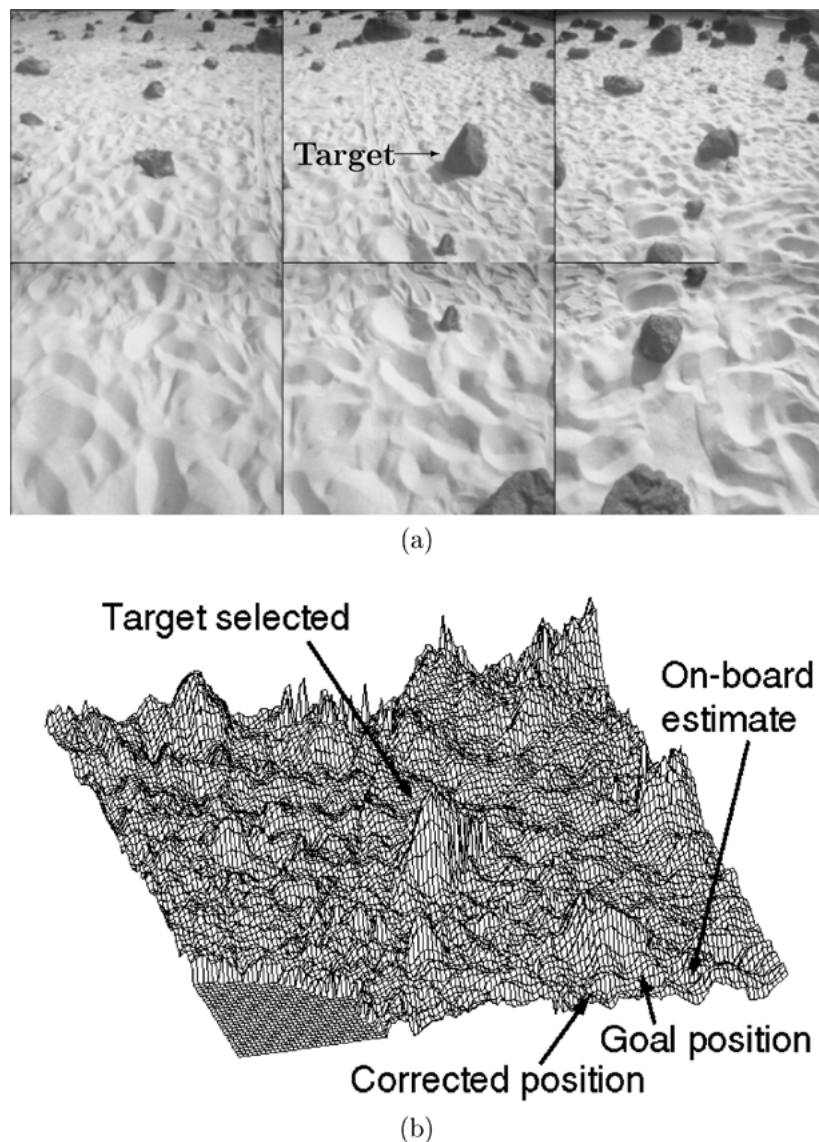 Target
(a)
Target selected
On-board
estimate
Goal position
Corrected position
(b)